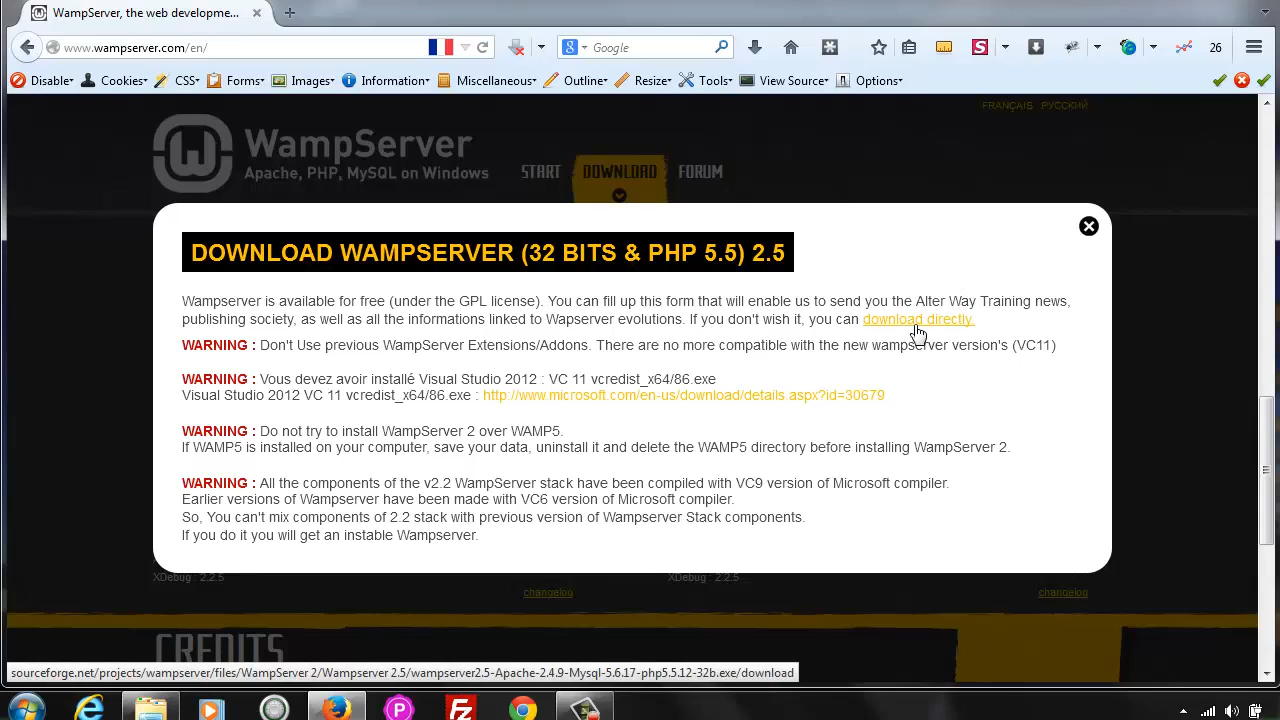 WampServer, the web developme...
www.wampserver.com/en/
Google
26
Disable Cookies CSS Forms Images Information Miscellaneous Outline Resize Tools View Source Options
FRANÇAIS РУССКИЙ
WampServer
Apache, PHP, MySQL on Windows
START DOWNLOAD FORUM
DOWNLOAD WAMPSERVER (32 BITS & PHP 5.5) 2.5
Wampserver is available for free (under the GPL license). You can fill up this form that will enable us to send you the Alter Way Training news,
publishing society, as well as all the informations linked to Wapserver evolutions. If you don't wish it, you can download directly.
WARNING : Don't Use previous WampServer Extensions/Addons. There are no more compatible with the new wampserver version's (VC11)
WARNING : Vous devez avoir installé Visual Studio 2012 : VC 11 vcredist_x64/86.exe
Visual Studio 2012 VC 11 vcredist_x64/86.exe : http://www.microsoft.com/en-us/download/details.aspx?id=30679
WARNING : Do not try to install WampServer 2 over WAMP5.
If WAMP5 is installed on your computer, save your data, uninstall it and delete the WAMP5 directory before installing WampServer 2.
WARNING : All the components of the v2.2 WampServer stack have been compiled with VC9 version of Microsoft compiler.
Earlier versions of Wampserver have been made with VC6 version of Microsoft compiler.
So, You can't mix components of 2.2 stack with previous version of Wampserver Stack components.
If you do it you will get an instable Wampserver.
XDebug : 2.2.5 XDebug : 2.2.5
changelog changelog
CREDITS
sourceforge.net/projects/wampserver/files/WampServer 2/Wampserver 2.5/wampserver2.5-Apache-2.4.9-Mysql-5.6.17-php5.5.12-32b.exe/download